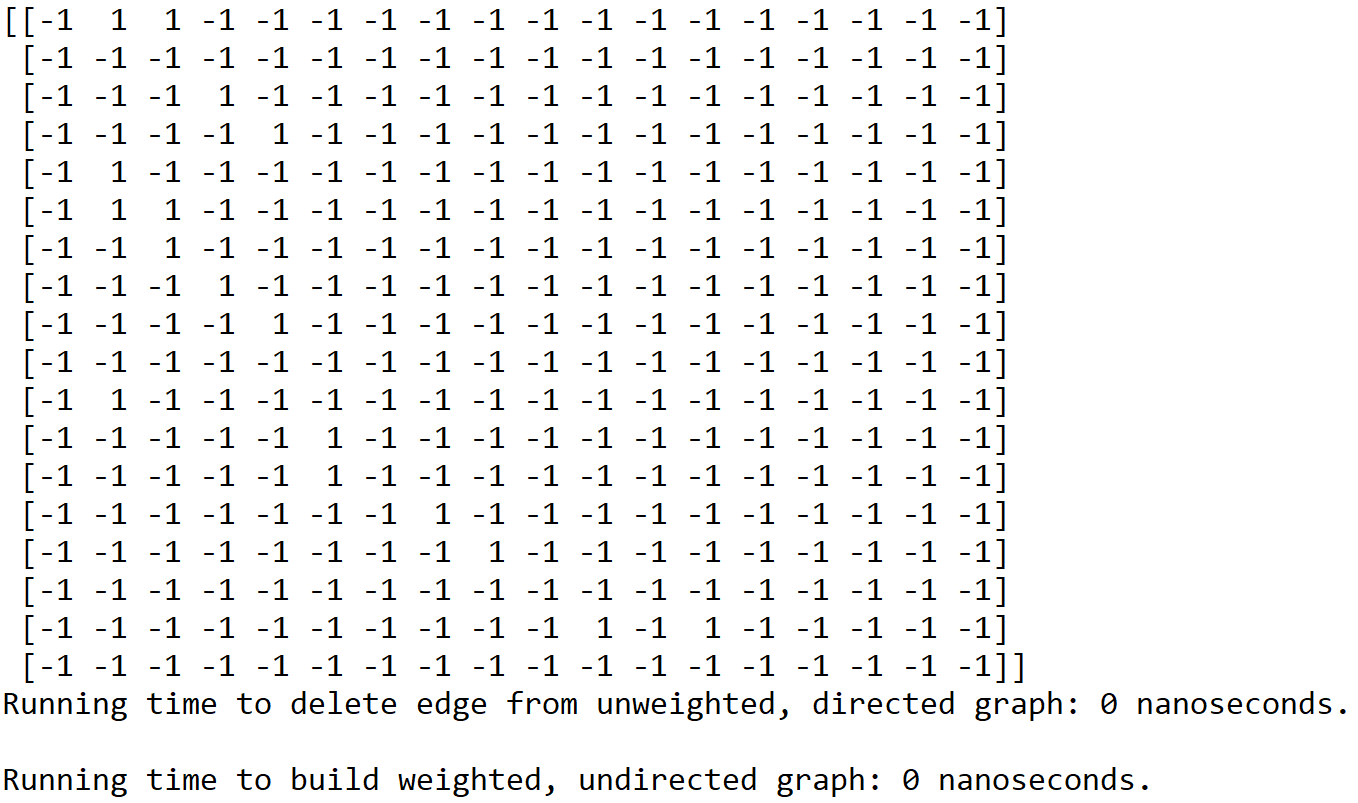 [[-1  1  1 -1 -1 -1 -1 -1 -1 -1 -1 -1 -1 -1 -1 -1 -1 -1]
 [-1 -1 -1 -1 -1 -1 -1 -1 -1 -1 -1 -1 -1 -1 -1 -1 -1 -1]
 [-1 -1 -1  1 -1 -1 -1 -1 -1 -1 -1 -1 -1 -1 -1 -1 -1 -1]
 [-1 -1 -1 -1  1 -1 -1 -1 -1 -1 -1 -1 -1 -1 -1 -1 -1 -1]
 [-1  1 -1 -1 -1 -1 -1 -1 -1 -1 -1 -1 -1 -1 -1 -1 -1 -1]
 [-1  1  1 -1 -1 -1 -1 -1 -1 -1 -1 -1 -1 -1 -1 -1 -1 -1]
 [-1 -1  1 -1 -1 -1 -1 -1 -1 -1 -1 -1 -1 -1 -1 -1 -1 -1]
 [-1 -1 -1  1 -1 -1 -1 -1 -1 -1 -1 -1 -1 -1 -1 -1 -1 -1]
 [-1 -1 -1 -1  1 -1 -1 -1 -1 -1 -1 -1 -1 -1 -1 -1 -1 -1]
 [-1 -1 -1 -1 -1 -1 -1 -1 -1 -1 -1 -1 -1 -1 -1 -1 -1 -1]
 [-1  1 -1 -1 -1 -1 -1 -1 -1 -1 -1 -1 -1 -1 -1 -1 -1 -1]
 [-1 -1 -1 -1 -1  1 -1 -1 -1 -1 -1 -1 -1 -1 -1 -1 -1 -1]
 [-1 -1 -1 -1 -1  1 -1 -1 -1 -1 -1 -1 -1 -1 -1 -1 -1 -1]
 [-1 -1 -1 -1 -1 -1 -1  1 -1 -1 -1 -1 -1 -1 -1 -1 -1 -1]
 [-1 -1 -1 -1 -1 -1 -1 -1  1 -1 -1 -1 -1 -1 -1 -1 -1 -1]
 [-1 -1 -1 -1 -1 -1 -1 -1 -1 -1 -1 -1 -1 -1 -1 -1 -1 -1]
 [-1 -1 -1 -1 -1 -1 -1 -1 -1 -1  1 -1  1 -1 -1 -1 -1 -1]
 [-1 -1 -1 -1 -1 -1 -1 -1 -1 -1 -1 -1 -1 -1 -1 -1 -1 -1]]
Running time to delete edge from unweighted, directed graph: 0 nanoseconds.
Running time to build weighted, undirected graph: 0 nanoseconds.